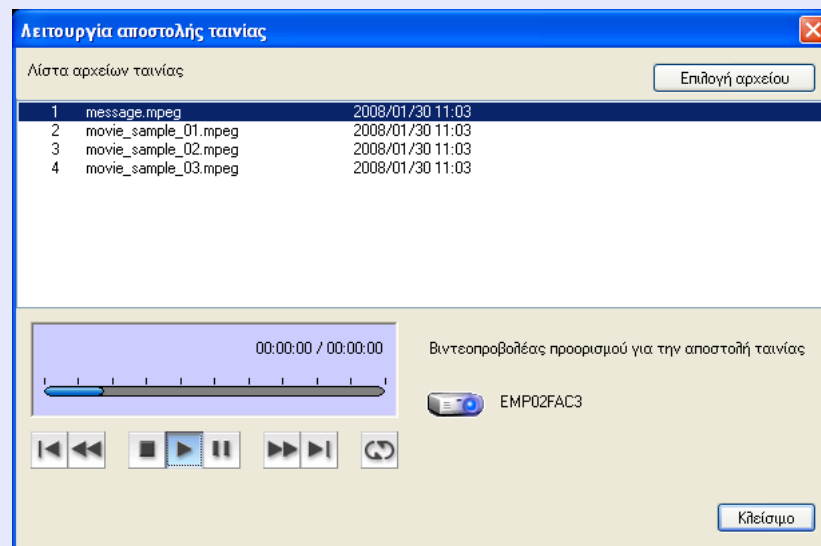 Λειτουργία αποστολής ταινίας
Λίστα αρχείων ταινίας
Επιλογή αρχείου
1 message.mpeg 2008/01/30 11:03
2 movie_sample_01.mpeg 2008/01/30 11:03
3 movie_sample_02.mpeg 2008/01/30 11:03
4 movie_sample_03.mpeg 2008/01/30 11:03
00:00:00 / 00:00:00
Βιντεοπροβολέας προορισμού για την αποστολή ταινίας
EMP02FAC3
Κλείσιμο